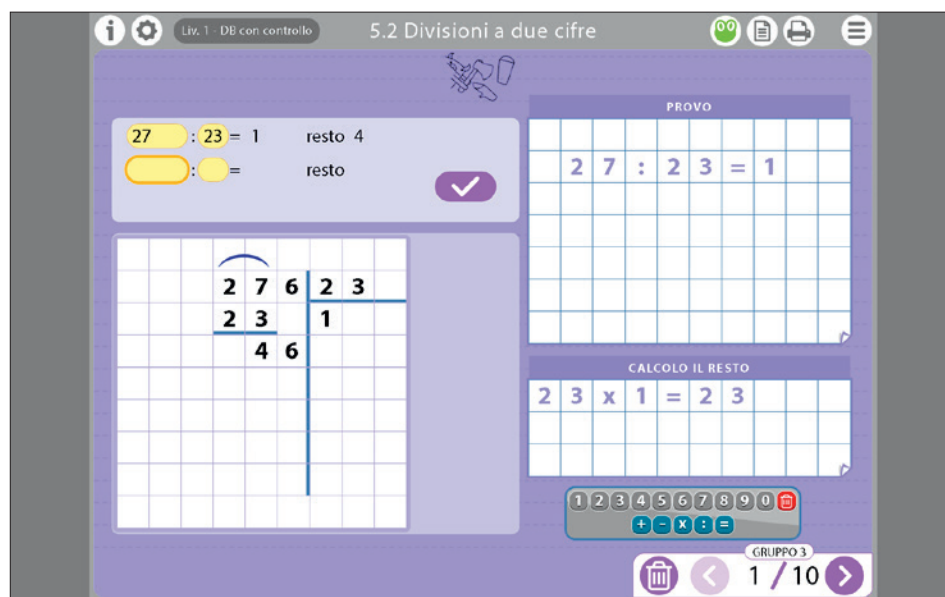 Liv. 1 - DB con controllo
5.2 Divisioni a due cifre
27 : 23 = 1 resto 4
: = resto
2 7 6 2 3
2 3 1
4 6
PROVO
2 7 : 2 3 = 1
CALCOLO IL RESTO
2 3 x 1 = 2 3
1 2 3 4 5 6 7 8 9 0
+ - x : =
GRUPPO 3
1 / 10